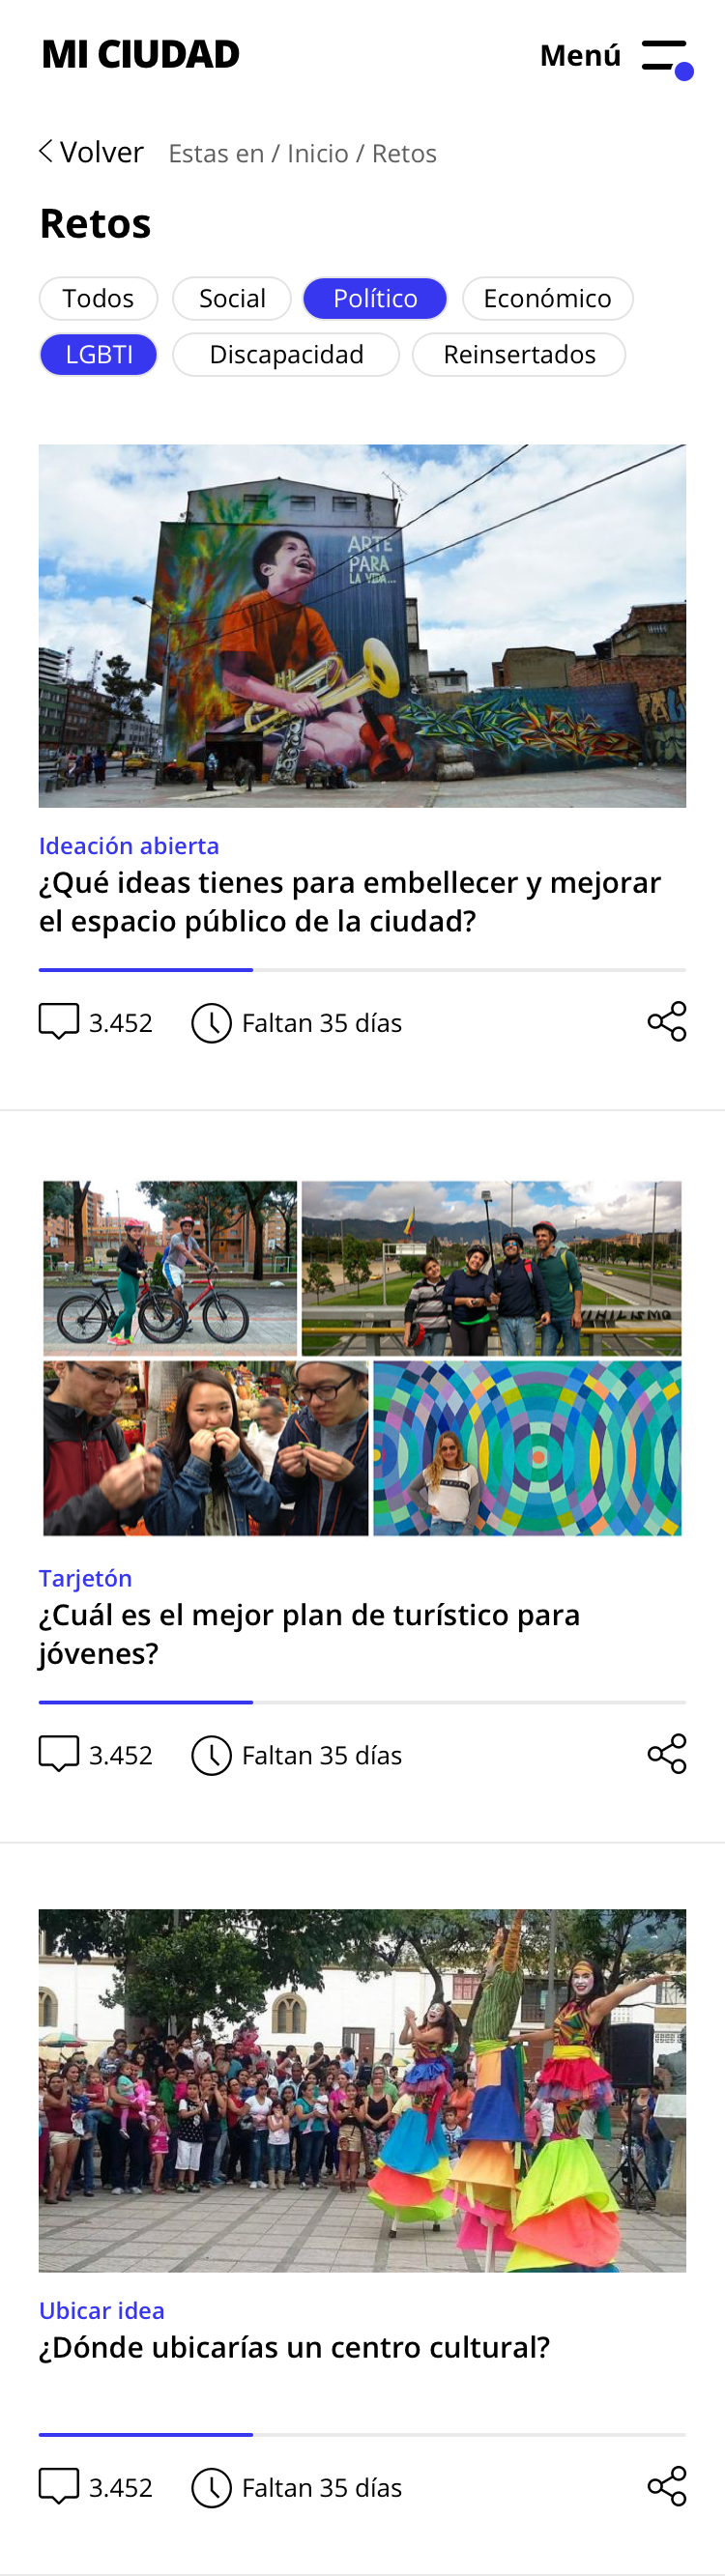 MI CIUDAD
Menú
Volver Estas en / Inicio / Retos
Retos
Todos Social Político Económico
LGBTI Discapacidad Reinsertados
ARTE
PARA
LA VIDA...
Ideación abierta
¿Qué ideas tienes para embellecer y mejorar
el espacio público de la ciudad?
3.452 Faltan 35 días
NIHILISMO
Tarjetón
¿Cuál es el mejor plan de turístico para
jóvenes?
3.452 Faltan 35 días
Ubicar idea
¿Dónde ubicarías un centro cultural?
3.452 Faltan 35 días